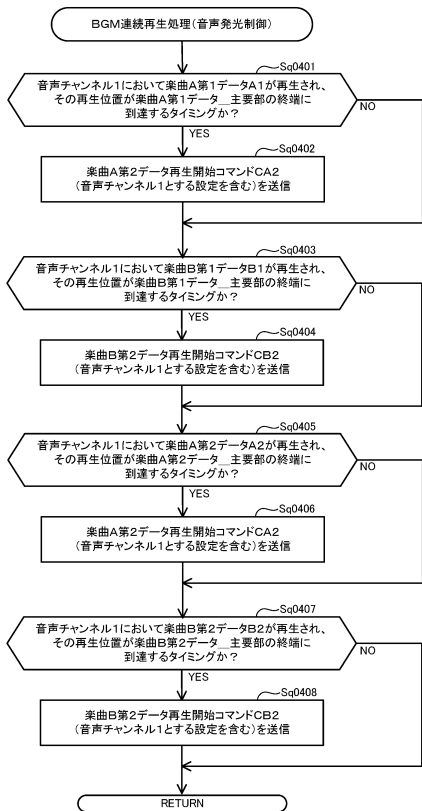 BGM連続再生処理(音声発光制御)
Sq0401
音声チャンネル1において楽曲A第1データA1が再生され、
その再生位置が楽曲A第1データ__主要部の終端に
到達するタイミングか?
NO
YES
Sq0402
楽曲A第2データ再生開始コマンドCA2
(音声チャンネル1とする設定を含む)を送信
Sq0403
音声チャンネル1において楽曲B第1データB1が再生され、
その再生位置が楽曲B第1データ__主要部の終端に
到達するタイミングか?
NO
YES
Sq0404
楽曲B第2データ再生開始コマンドCB2
(音声チャンネル1とする設定を含む)を送信
Sq0405
音声チャンネル1において楽曲A第2データA2が再生され、
その再生位置が楽曲A第2データ__主要部の終端に
到達するタイミングか?
NO
YES
Sq0406
楽曲A第2データ再生開始コマンドCA2
(音声チャンネル1とする設定を含む)を送信
Sq0407
音声チャンネル1において楽曲B第2データB2が再生され、
その再生位置が楽曲B第2データ__主要部の終端に
到達するタイミングか?
NO
YES
Sq0408
楽曲B第2データ再生開始コマンドCB2
(音声チャンネル1とする設定を含む)を送信
RETURN